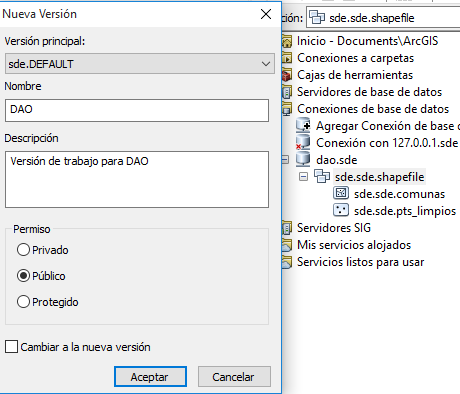 Nueva Versión
Versión principal:
sde.DEFAULT
Nombre
DAO
Descripción
Versión de trabajo para DAO
Permiso
Privado
Público
Protegido
Cambiar a la nueva versión
Aceptar
Cancelar
ción:
sde.sde.shapefile
Inicio - Documents\ArcGIS
Conexiones a carpetas
Cajas de herramientas
Servidores de base de datos
Conexiones de base de datos
Agregar Conexión de base d
Conexión con 127.0.0.1.sde
dao.sde
sde.sde.shapefile
sde.sde.comunas
sde.sde.pts_limpios
Servidores SIG
Mis servicios alojados
Servicios listos para usar